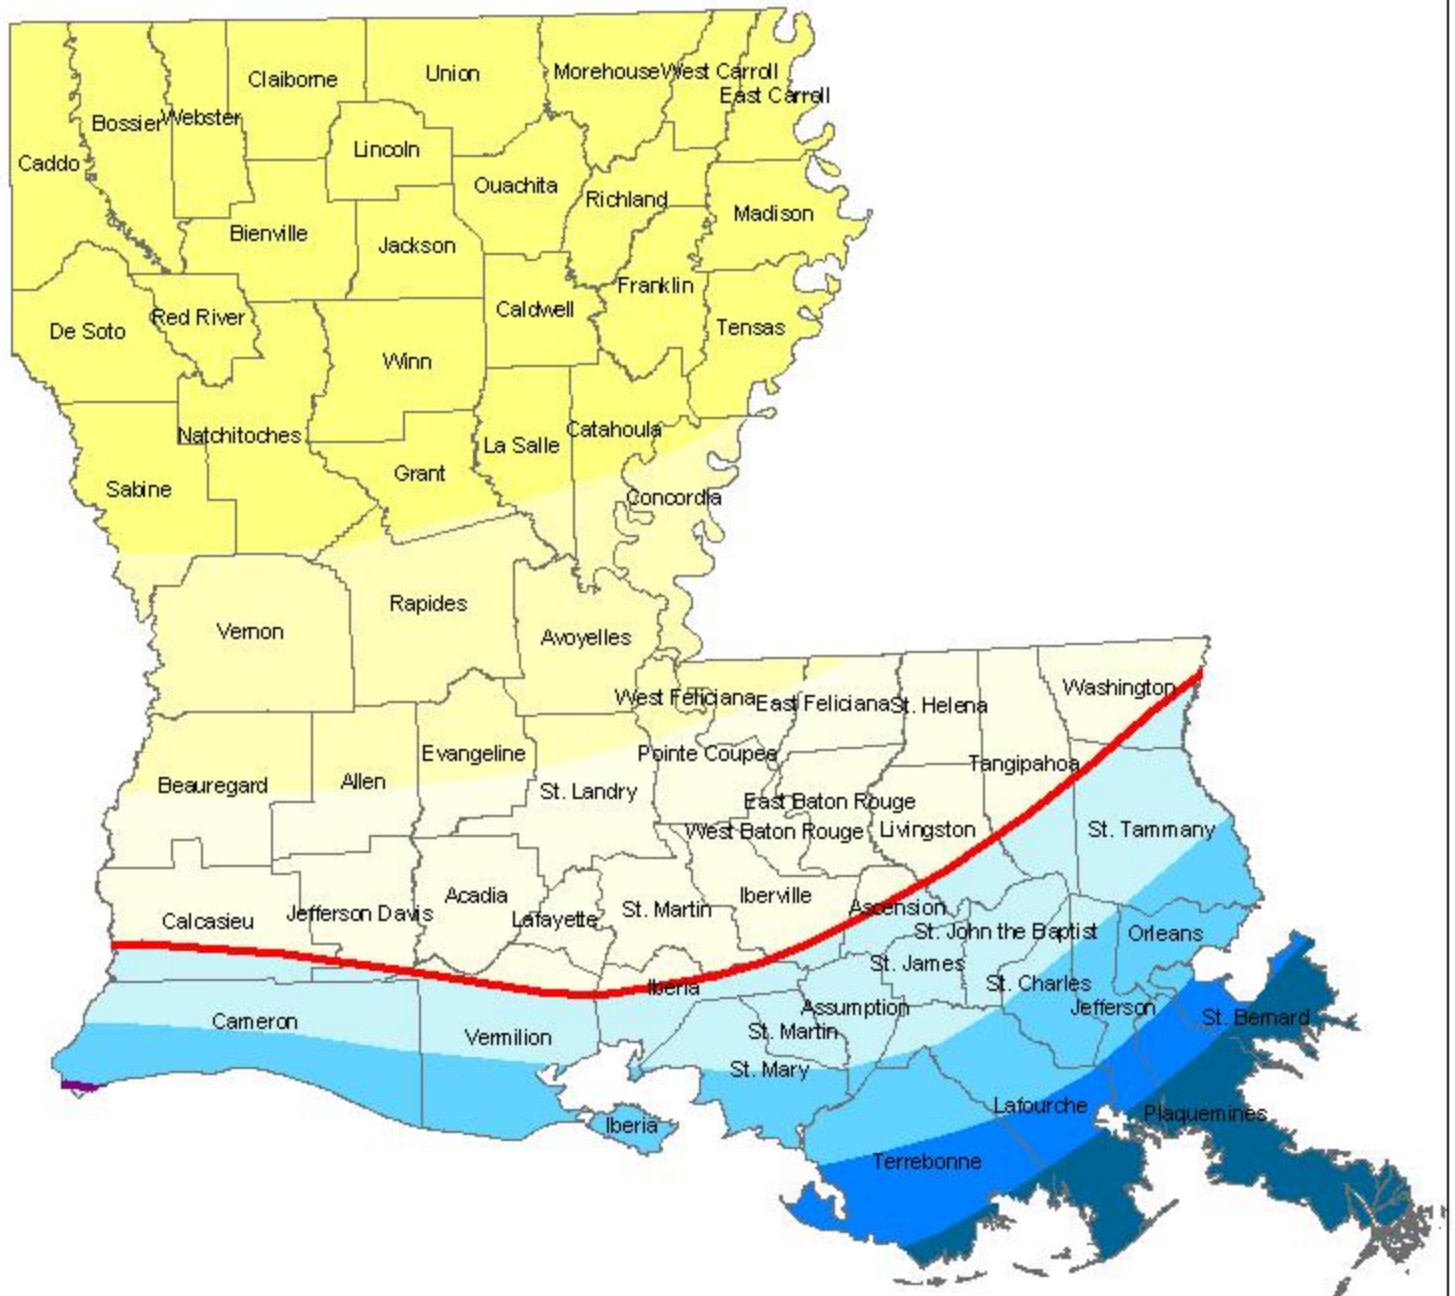 Claiborne
Union
Morehouse
West Carroll
East Carroll
Bossier
Webster
Lincoln
Caddo
Ouachita
Richland
Madison
Bienville
Jackson
Franklin
Caldwell
Red River
De Soto
Tensas
Winn
Natchitoches
Catahoula
La Salle
Grant
Sabine
Concordia
Rapides
Vernon
Avoyelles
Washington
West Feliciana
East Feliciana
St. Helena
Evangeline
Pointe Coupee
Tangipahoa
Beauregard
Allen
St. Landry
East Baton Rouge
West Baton Rouge
Livingston
St. Tammany
Acadia
Iberville
Calcasieu
Jefferson Davis
Lafayette
St. Martin
Ascension
St. John the Baptist
Orleans
St. James
Iberia
St. Charles
Assumption
Jefferson
St. Bernard
Cameron
Vermilion
St. Martin
St. Mary
Lafourche
Plaquemines
Iberia
Terrebonne